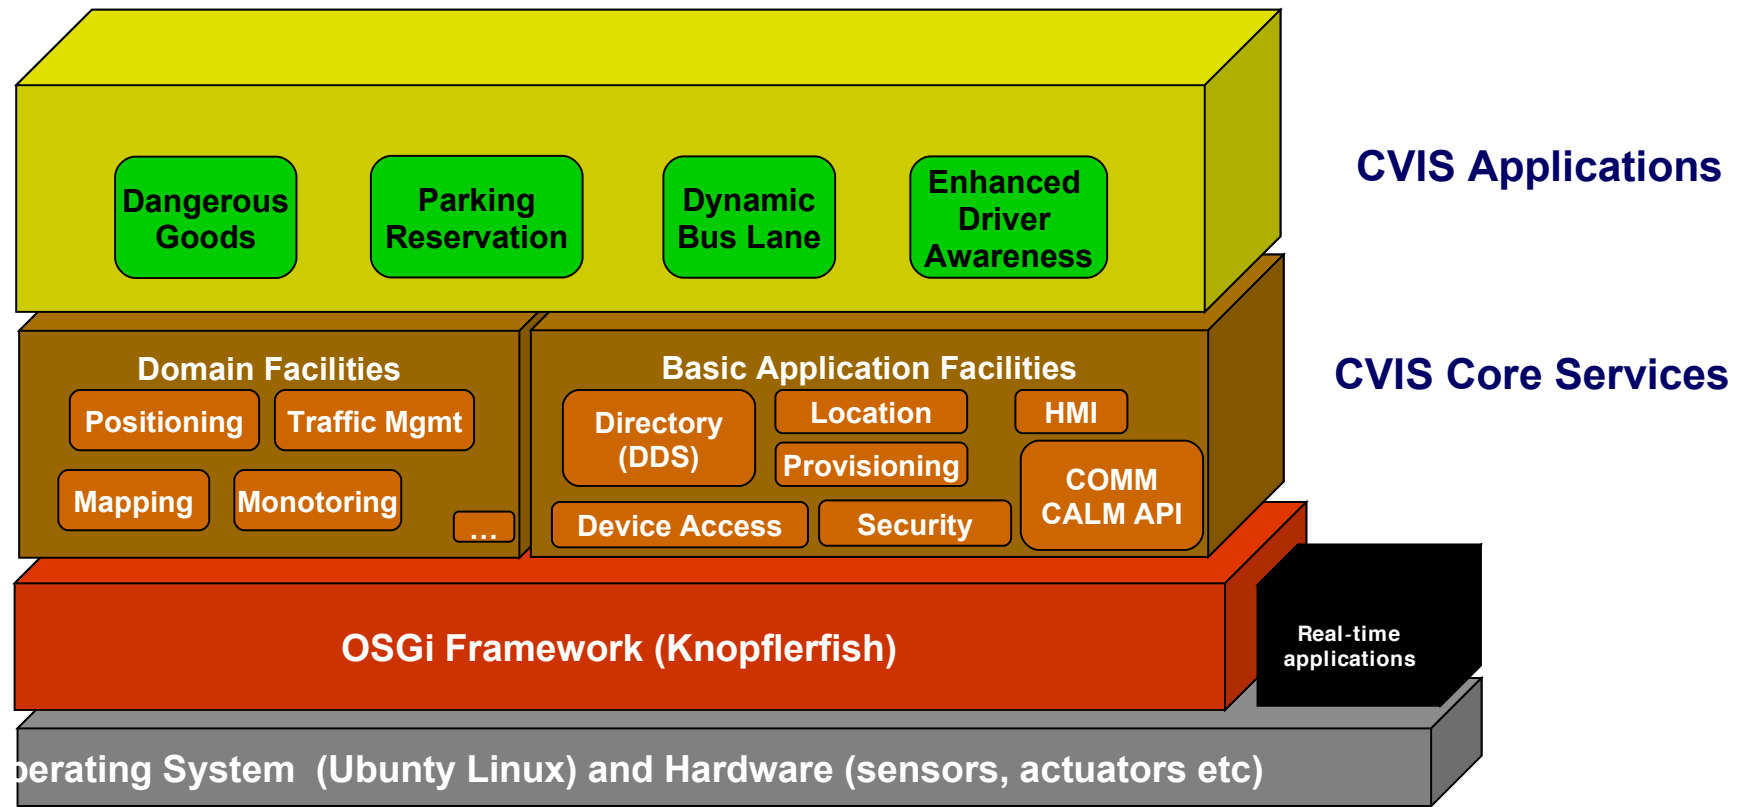 CVIS Applications
Dangerous
Goods
Parking
Reservation
Dynamic
Bus Lane
Enhanced
Driver
Awareness
CVIS Core Services
Domain Facilities
Positioning
Traffic Mgmt
Mapping
Monotoring
...
Basic Application Facilities
Directory
(DDS)
Location
HMI
Provisioning
COMM
CALM API
Device Access
Security
OSGi Framework (Knopflerfish)
Real-time
applications
perating System (Ubunty Linux) and Hardware (sensors, actuators etc)